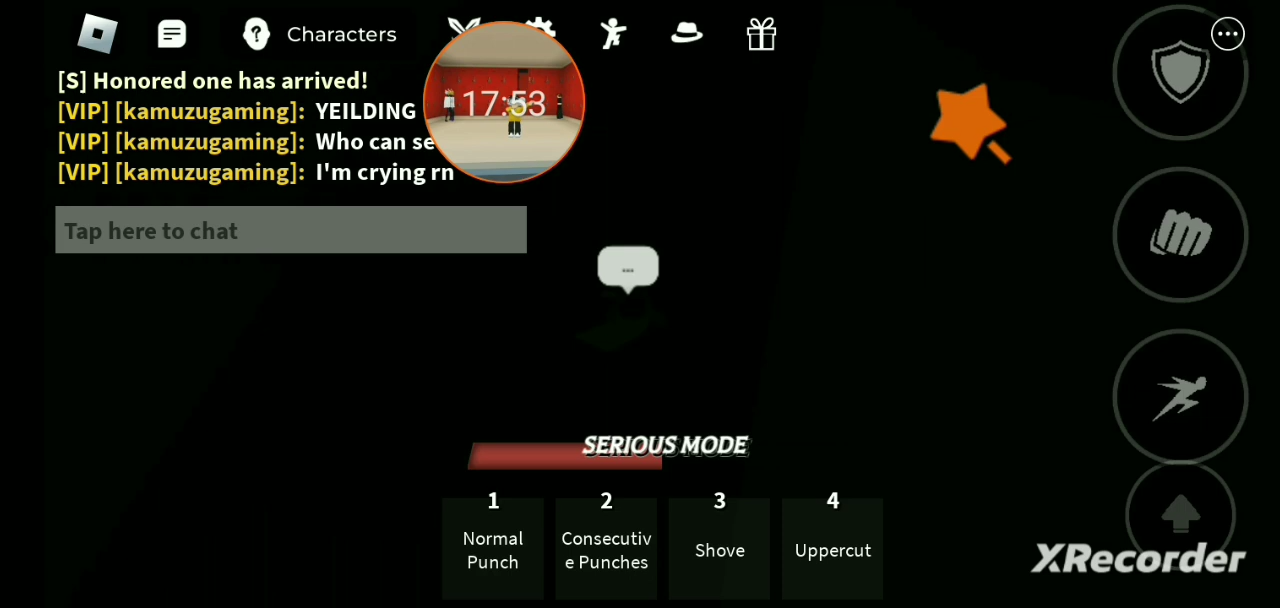 Characters
[S] Honored one has arrived!
[VIP] [kamuzugaming]: YEILDING
[VIP] [kamuzugaming]: Who can se
[VIP] [kamuzugaming]: I'm crying rn
17:53
Tap here to chat
...
SERIOUS MODE
1
2
3
4
Normal
Punch
Consecutiv
e Punches
Shove
Uppercut
XRecorder